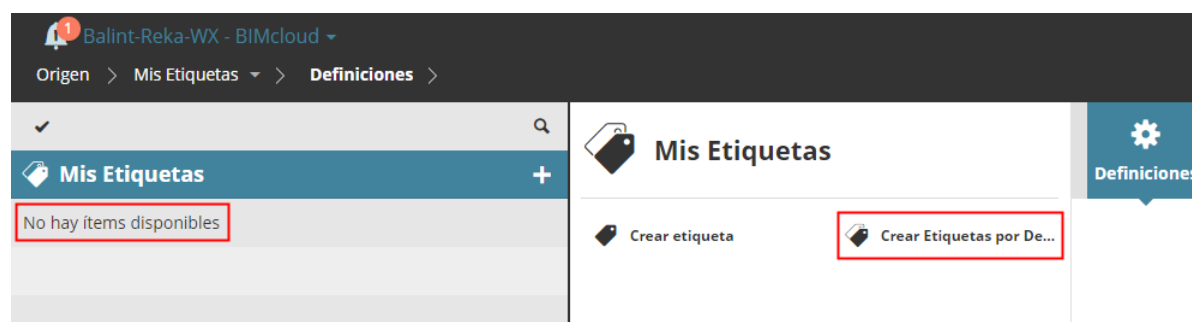 1
Balint-Reka-WX - BIMcloud
Origen > Mis Etiquetas > Definiciones >
Mis Etiquetas
No hay ítems disponibles
Mis Etiquetas
Crear etiqueta
Crear Etiquetas por De...
Definiciones